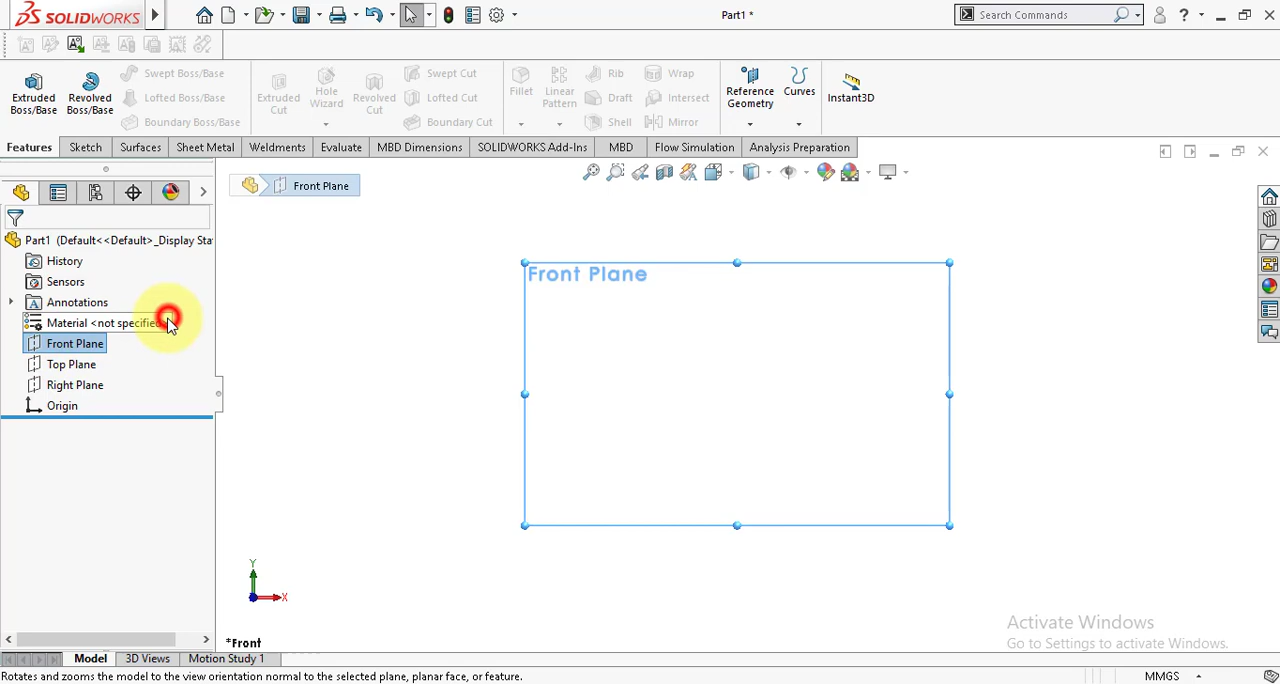 SOLIDWORKS
Part1 *
Search Commands
Extruded Boss/Base
Revolved Boss/Base
Swept Boss/Base
Lofted Boss/Base
Boundary Boss/Base
Extruded Cut
Hole Wizard
Revolved Cut
Swept Cut
Lofted Cut
Boundary Cut
Fillet
Linear Pattern
Rib
Draft
Shell
Wrap
Intersect
Mirror
Reference Geometry
Curves
Instant3D
Features Sketch Surfaces Sheet Metal Weldments Evaluate MBD Dimensions SOLIDWORKS Add-Ins MBD Flow Simulation Analysis Preparation
Front Plane
Part1 (Default<<Default>_Display Sta
History
Sensors
Annotations
Material <not specified
Front Plane
Top Plane
Right Plane
Origin
Front Plane
Y
X
*Front
Activate Windows
Go to Settings to activate Windows.
Model 3D Views Motion Study 1
Rotates and zooms the model to the view orientation normal to the selected plane, planar face, or feature.
MMGS